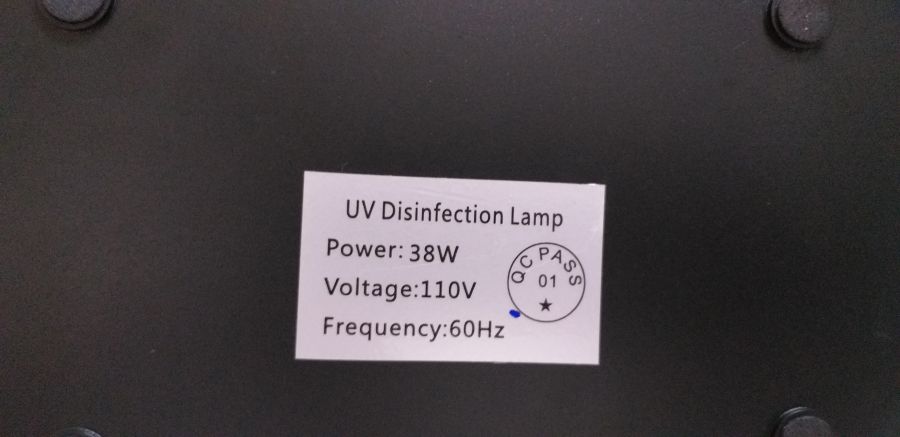 UV Disinfection Lamp
Power: 38W
Voltage:110V
Frequency:60Hz
QC PASS
01